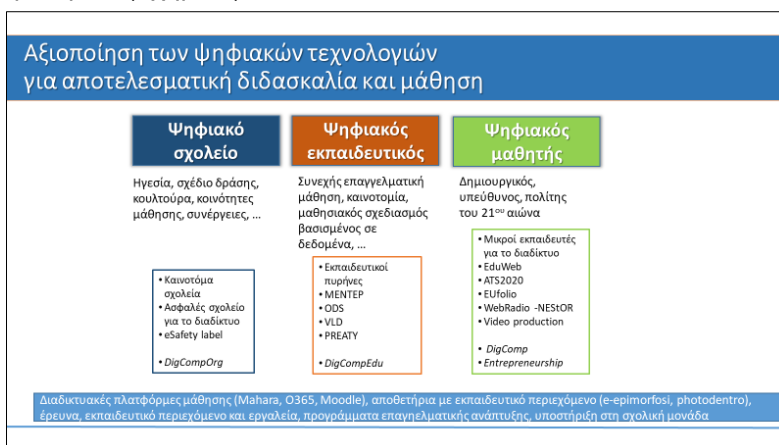 Αξιοποίηση των ψηφιακών τεχνολογιών
για αποτελεσματική διδασκαλία και μάθηση
Ψηφιακό
σχολείο
Ηγεσία, σχέδιο δράσης,
κουλτούρα, κοινότητες
μάθησης, συνέργειες, ...
• Καινοτόμα
σχολεία
• Ασφαλές σχολείο
για το διαδίκτυο
• eSafety label
• DigCompOrg
Ψηφιακός
εκπαιδευτικός
Συνεχής επαγγελματική
μάθηση, καινοτομία,
μαθησιακός σχεδιασμός
βασισμένος σε
δεδομένα, ...
• Εκπαιδευτικοί
πυρήνες
• MENTEP
• ODS
• VLD
• PREATY
• DigCompEdu
Ψηφιακός
μαθητής
Δημιουργικός,
υπεύθυνος, πολίτης
του 21ου αιώνα
• Μικροί εκπαιδευτές
για το διαδίκτυο
• EduWeb
• ATS2020
• EUfolio
• WebRadio -NEStOR
• Video production
• DigComp
• Entrepreneurship
Διαδικτυακές πλατφόρμες μάθησης (Mahara, O365, Moodle), αποθετήρια με εκπαιδευτικό περιεχόμενο (e-epimorfosi, photodentro),
έρευνα, εκπαιδευτικό περιεχόμενο και εργαλεία, προγράμματα επαγγελματικής ανάπτυξης, υποστήριξη στη σχολική μονάδα